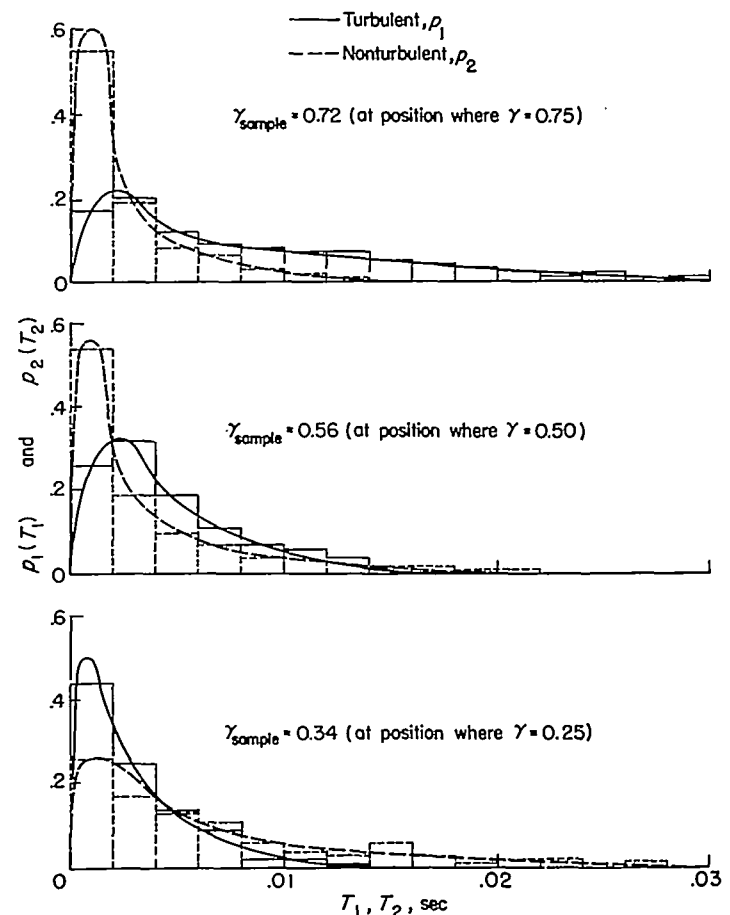 Turbulent, p1
Nonturbulent, p2
.6
.4
.2
0
γsample = 0.72 (at position where γ = 0.75)
.6
.4
.2
0
γsample = 0.56 (at position where γ = 0.50)
p1(T1) and p2(T2)
.6
.4
.2
γsample = 0.34 (at position where γ = 0.25)
0 .01 .02 .03
T1, T2, sec